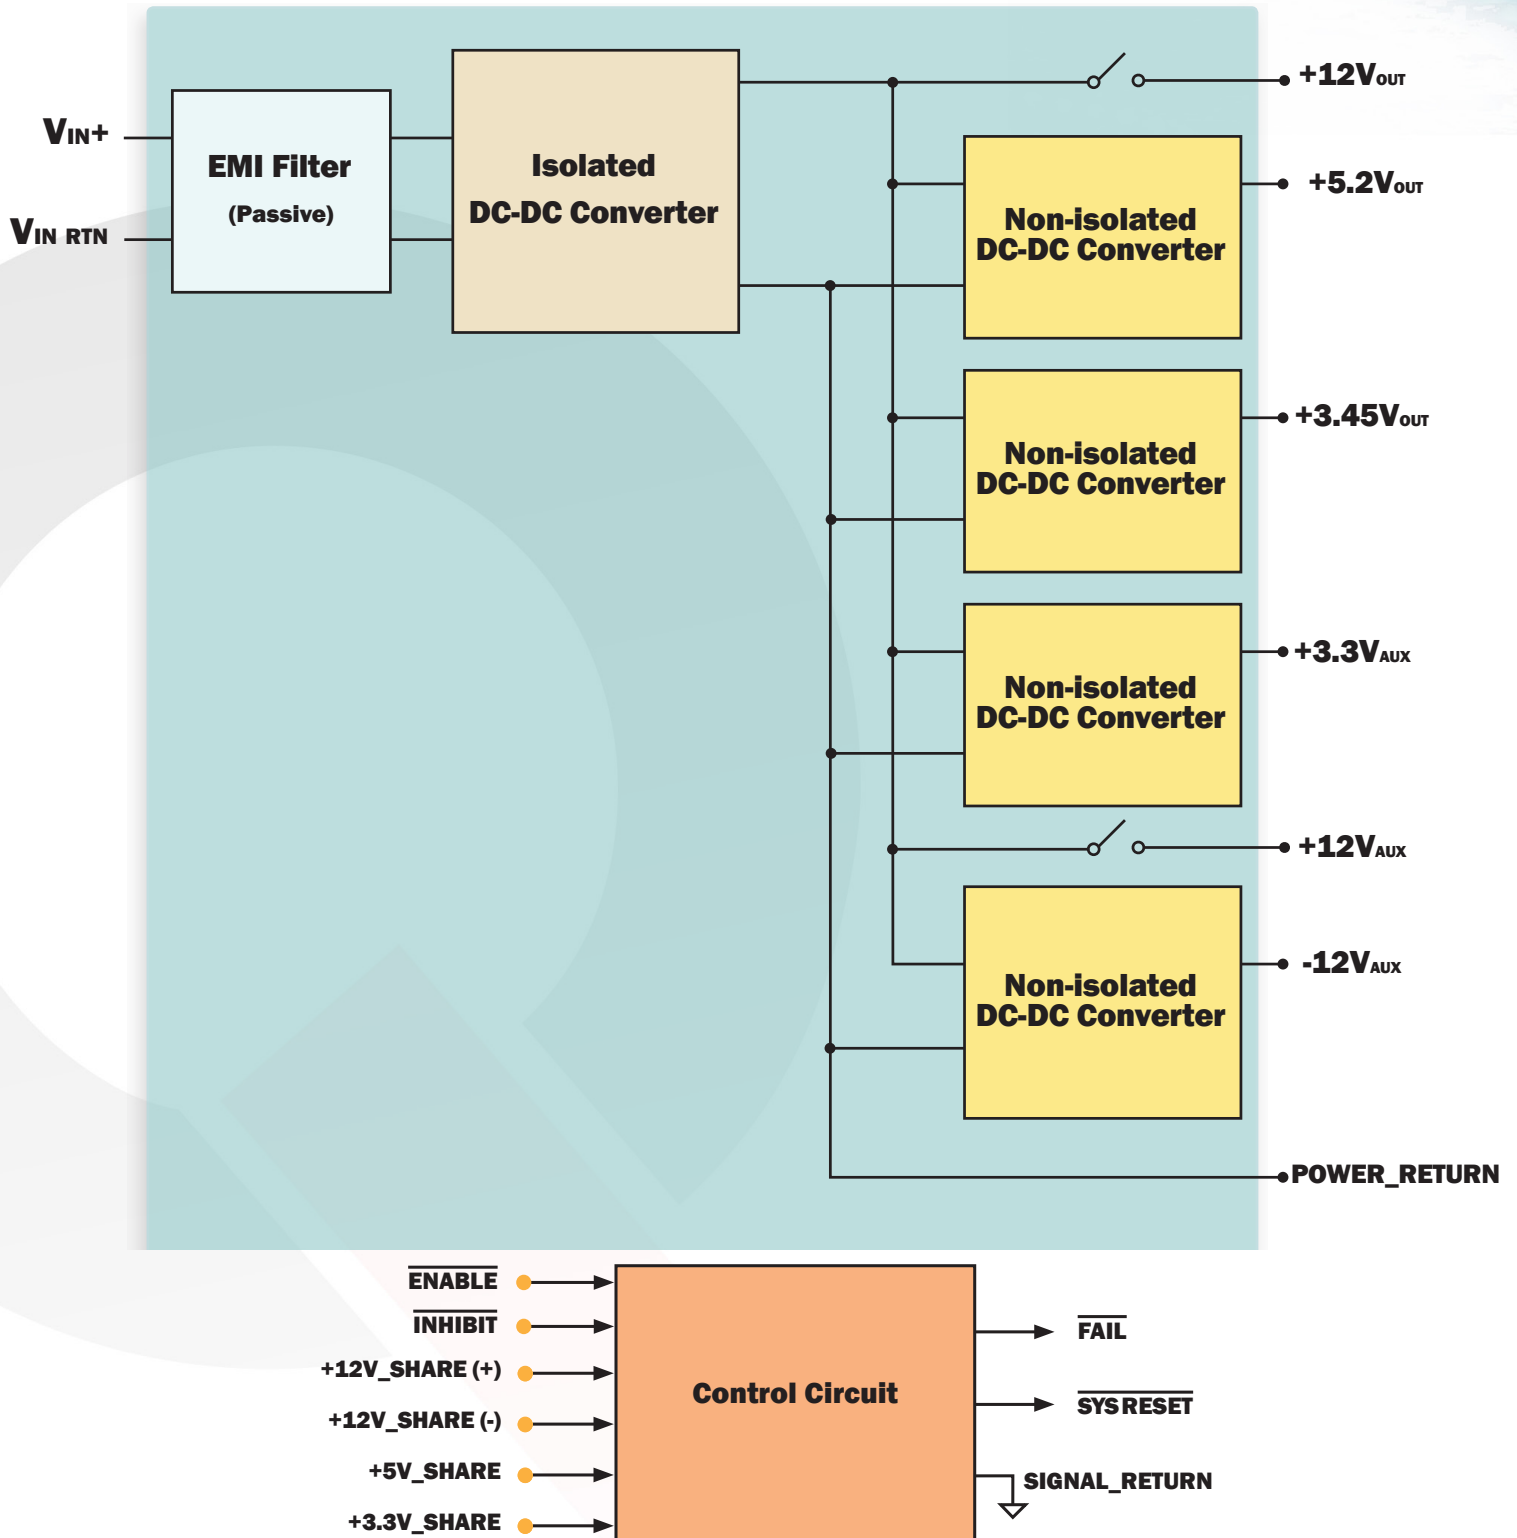 VIN+
VIN RTN
EMI Filter
(Passive)
Isolated
DC-DC Converter
+12VOUT
+5.2VOUT
Non-isolated
DC-DC Converter
+3.45VOUT
Non-isolated
DC-DC Converter
+3.3VAUX
Non-isolated
DC-DC Converter
+12VAUX
-12VAUX
Non-isolated
DC-DC Converter
POWER_RETURN
ENABLE
INHIBIT
+12V_SHARE (+)
+12V_SHARE (-)
+5V_SHARE
+3.3V_SHARE
Control Circuit
FAIL
SYS RESET
SIGNAL_RETURN